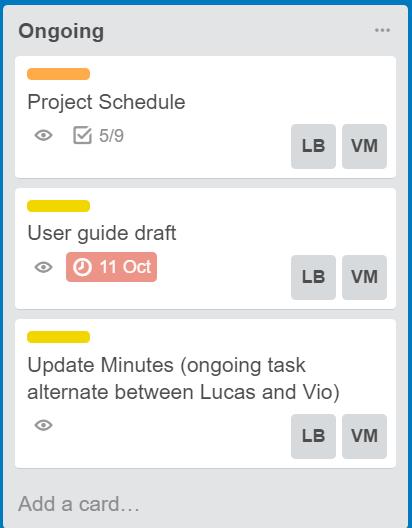 Ongoing
Project Schedule
5/9
LB VM
User guide draft
11 Oct
LB VM
Update Minutes (ongoing task
alternate between Lucas and Vio)
LB VM
Add a card…